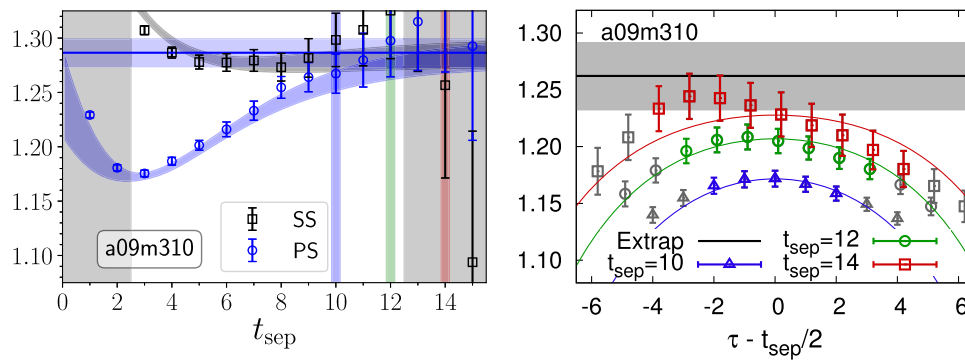 1.30
1.25
1.20
1.15
1.10
SS
PS
a09m310
0 2 4 6 8 10 12 14
t_sep
a09m310
1.30
1.25
1.20
1.15
1.10
Extrap
t_sep=10
t_sep=12
t_sep=14
-6 -4 -2 0 2 4 6
τ - t_sep/2